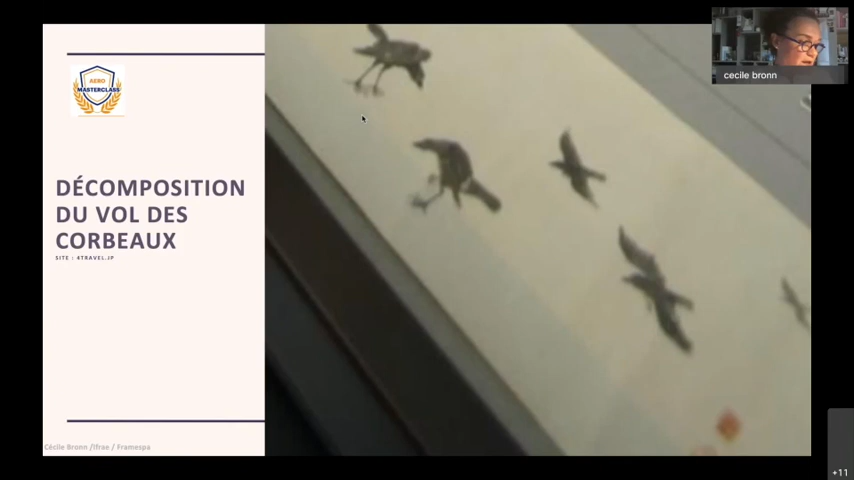 AERO
MASTERCLASS
DÉCOMPOSITION
DU VOL DES
CORBEAUX
SITE : 4TRAVEL.JP
Cécile Bronn /Ifrae / Framespa
cecile bronn
+11